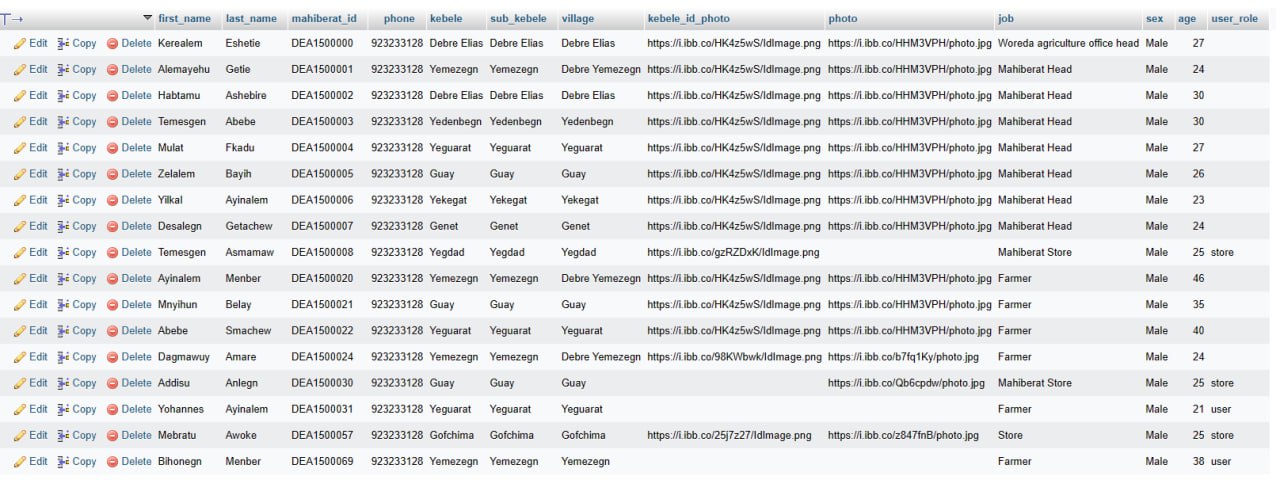 first_name last_name mahiberat_id phone kebele sub_kebele village kebele_id_photo photo job sex age user_role
Edit Copy Delete Kerealem Eshetie DEA1500000 923233128 Debre Elias Debre Elias Debre Elias https://i.ibb.co/HK4z5wS/IdImage.png https://i.ibb.co/HHM3VPH/photo.jpg Woreda agriculture office head Male 27
Edit Copy Delete Alemayehu Getie DEA1500001 923233128 Yemezegn Yemezegn Debre Yemezegn https://i.ibb.co/HK4z5wS/IdImage.png https://i.ibb.co/HHM3VPH/photo.jpg Mahiberat Head Male 24
Edit Copy Delete Habtamu Ashebire DEA1500002 923233128 Debre Elias Debre Elias Debre Elias https://i.ibb.co/HK4z5wS/IdImage.png https://i.ibb.co/HHM3VPH/photo.jpg Mahiberat Head Male 30
Edit Copy Delete Temesgen Abebe DEA1500003 923233128 Yedenbegn Yedenbegn Yedenbegn https://i.ibb.co/HK4z5wS/IdImage.png https://i.ibb.co/HHM3VPH/photo.jpg Mahiberat Head Male 30
Edit Copy Delete Mulat Fkadu DEA1500004 923233128 Yeguarat Yeguarat Yeguarat https://i.ibb.co/HK4z5wS/IdImage.png https://i.ibb.co/HHM3VPH/photo.jpg Mahiberat Head Male 27
Edit Copy Delete Zelalem Bayih DEA1500005 923233128 Guay Guay Guay https://i.ibb.co/HK4z5wS/IdImage.png https://i.ibb.co/HHM3VPH/photo.jpg Mahiberat Head Male 26
Edit Copy Delete Yilkal Ayinalem DEA1500006 923233128 Yekegat Yekegat Yekegat https://i.ibb.co/HK4z5wS/IdImage.png https://i.ibb.co/HHM3VPH/photo.jpg Mahiberat Head Male 23
Edit Copy Delete Desalegn Getachew DEA1500007 923233128 Genet Genet Genet https://i.ibb.co/HK4z5wS/IdImage.png https://i.ibb.co/HHM3VPH/photo.jpg Mahiberat Head Male 24
Edit Copy Delete Temesgen Asmamaw DEA1500008 923233128 Yegdad Yegdad Yegdad https://i.ibb.co/gzRZDxK/IdImage.png Mahiberat Store Male 25 store
Edit Copy Delete Ayinalem Menber DEA1500020 923233128 Yemezegn Yemezegn Debre Yemezegn https://i.ibb.co/HK4z5wS/IdImage.png https://i.ibb.co/HHM3VPH/photo.jpg Farmer Male 46
Edit Copy Delete Mnyihun Belay DEA1500021 923233128 Guay Guay Guay https://i.ibb.co/HK4z5wS/IdImage.png https://i.ibb.co/HHM3VPH/photo.jpg Farmer Male 35
Edit Copy Delete Abebe Smachew DEA1500022 923233128 Yeguarat Yeguarat Yeguarat https://i.ibb.co/HK4z5wS/IdImage.png https://i.ibb.co/HHM3VPH/photo.jpg Farmer Male 40
Edit Copy Delete Dagmawuy Amare DEA1500024 923233128 Yemezegn Yemezegn Debre Yemezegn https://i.ibb.co/98KWbwk/IdImage.png https://i.ibb.co/b7fq1Ky/photo.jpg Farmer Male 24
Edit Copy Delete Addisu Anlegn DEA1500030 923233128 Guay Guay Guay https://i.ibb.co/Qb6cpdw/photo.jpg Mahiberat Store Male 25 store
Edit Copy Delete Yohannes Ayinalem DEA1500031 923233128 Yeguarat Yeguarat Yeguarat Farmer Male 21 user
Edit Copy Delete Mebratu Awoke DEA1500057 923233128 Gofchima Gofchima Gofchima https://i.ibb.co/25j7z27/IdImage.png https://i.ibb.co/z847fnB/photo.jpg Store Male 25 store
Edit Copy Delete Bihonegn Menber DEA1500069 923233128 Yemezegn Yemezegn Yemezegn Farmer Male 38 user